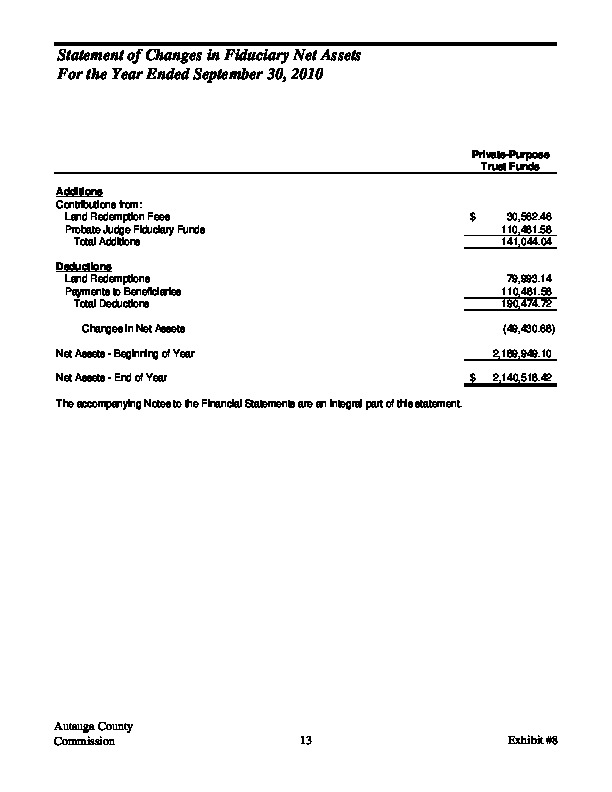 Statement of Changes in Fiduciary Net Assets
For the Year Ended September 30, 2010
Private-Purpose
Trust Funds
Additions
Contributions from:
Land Redemption Fees $ 30,562.46
Probate Judge Fiduciary Funds 110,481.58
Total Additions 141,044.04
Deductions
Land Redemptions 79,993.14
Payments to Beneficiaries 110,481.58
Total Deductions 190,474.72
Changes in Net Assets (49,430.68)
Net Assets - Beginning of Year 2,189,949.10
Net Assets - End of Year $ 2,140,518.42
The accompanying Notes to the Financial Statements are an integral part of this statement.
Autauga County
Commission 13 Exhibit #8